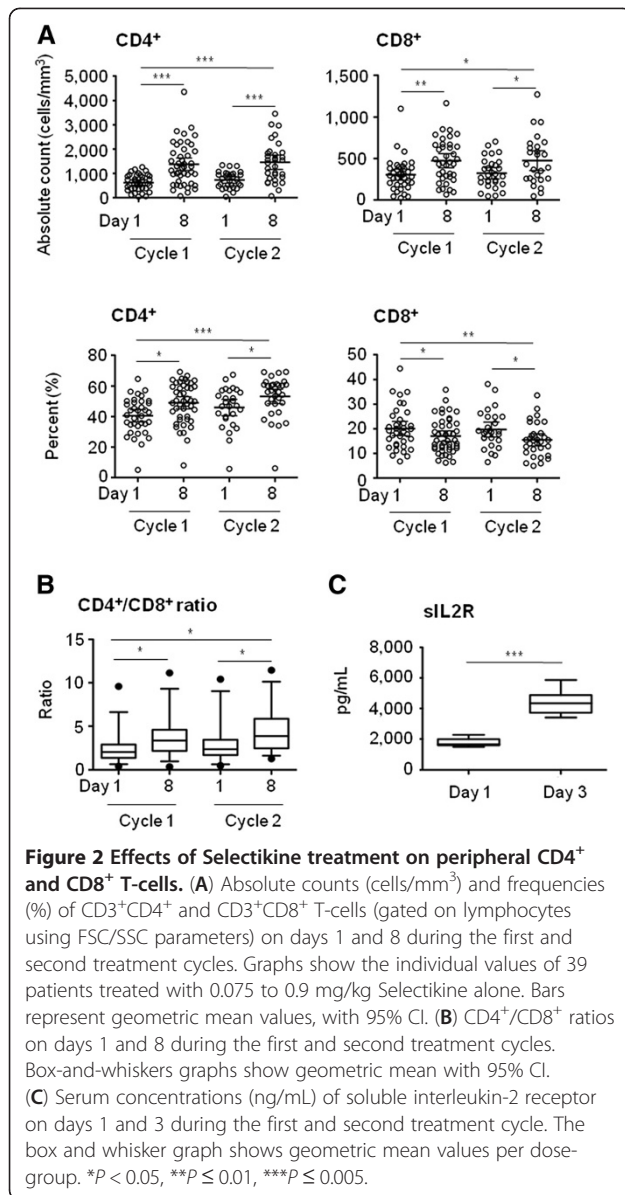 A
CD4+
CD8+
Absolute count (cells/mm3)
5,000
4,000
3,000
2,000
1,000
0
***
***
***
1,500
1,000
500
0
*
**
*
Day 1 8 1 8
Cycle 1 Cycle 2
Day 1 8 1 8
Cycle 1 Cycle 2
CD4+
CD8+
Percent (%)
80
60
40
20
0
***
*
*
50
40
30
20
10
0
**
*
*
Day 1 8 1 8
Cycle 1 Cycle 2
Day 1 8 1 8
Cycle 1 Cycle 2
B
CD4+/CD8+ ratio
Ratio
15
10
5
0
*
*
*
Day 1 8 1 8
Cycle 1 Cycle 2
C
sIL2R
pg/mL
8,000
6,000
4,000
2,000
0
***
Day 1 Day 3
Figure 2 Effects of Selectikine treatment on peripheral CD4+
and CD8+ T-cells. (A) Absolute counts (cells/mm3) and frequencies
(%) of CD3+CD4+ and CD3+CD8+ T-cells (gated on lymphocytes
using FSC/SSC parameters) on days 1 and 8 during the first and
second treatment cycles. Graphs show the individual values of 39
patients treated with 0.075 to 0.9 mg/kg Selectikine alone. Bars
represent geometric mean values, with 95% CI. (B) CD4+/CD8+ ratios
on days 1 and 8 during the first and second treatment cycles.
Box-and-whiskers graphs show geometric mean with 95% CI.
(C) Serum concentrations (ng/mL) of soluble interleukin-2 receptor
on days 1 and 3 during the first and second treatment cycle. The
box and whisker graph shows geometric mean values per dose-
group. *P < 0.05, **P ≤ 0.01, ***P ≤ 0.005.